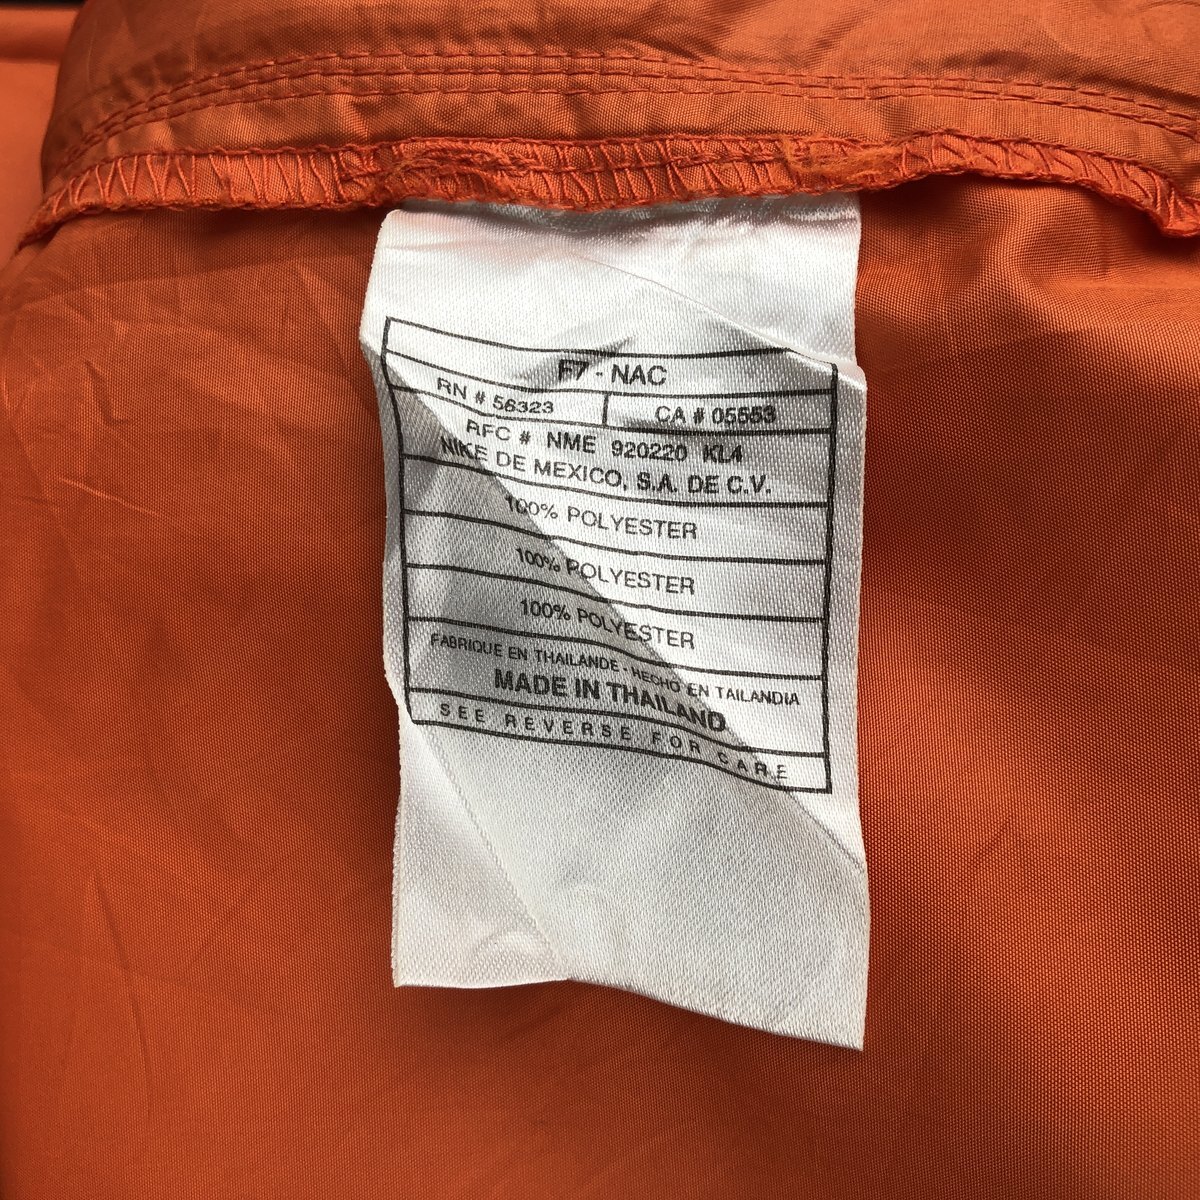 F7 - NAC
RN # 56323 CA # 05553
RFC # NME 920220 KL4
NIKE DE MEXICO, S.A. DE C.V.
100% POLYESTER
100% POLYESTER
100% POLYESTER
FABRIQUE EN THAILANDE - HECHO EN TAILANDIA
MADE IN THAILAND
SEE REVERSE FOR CARE